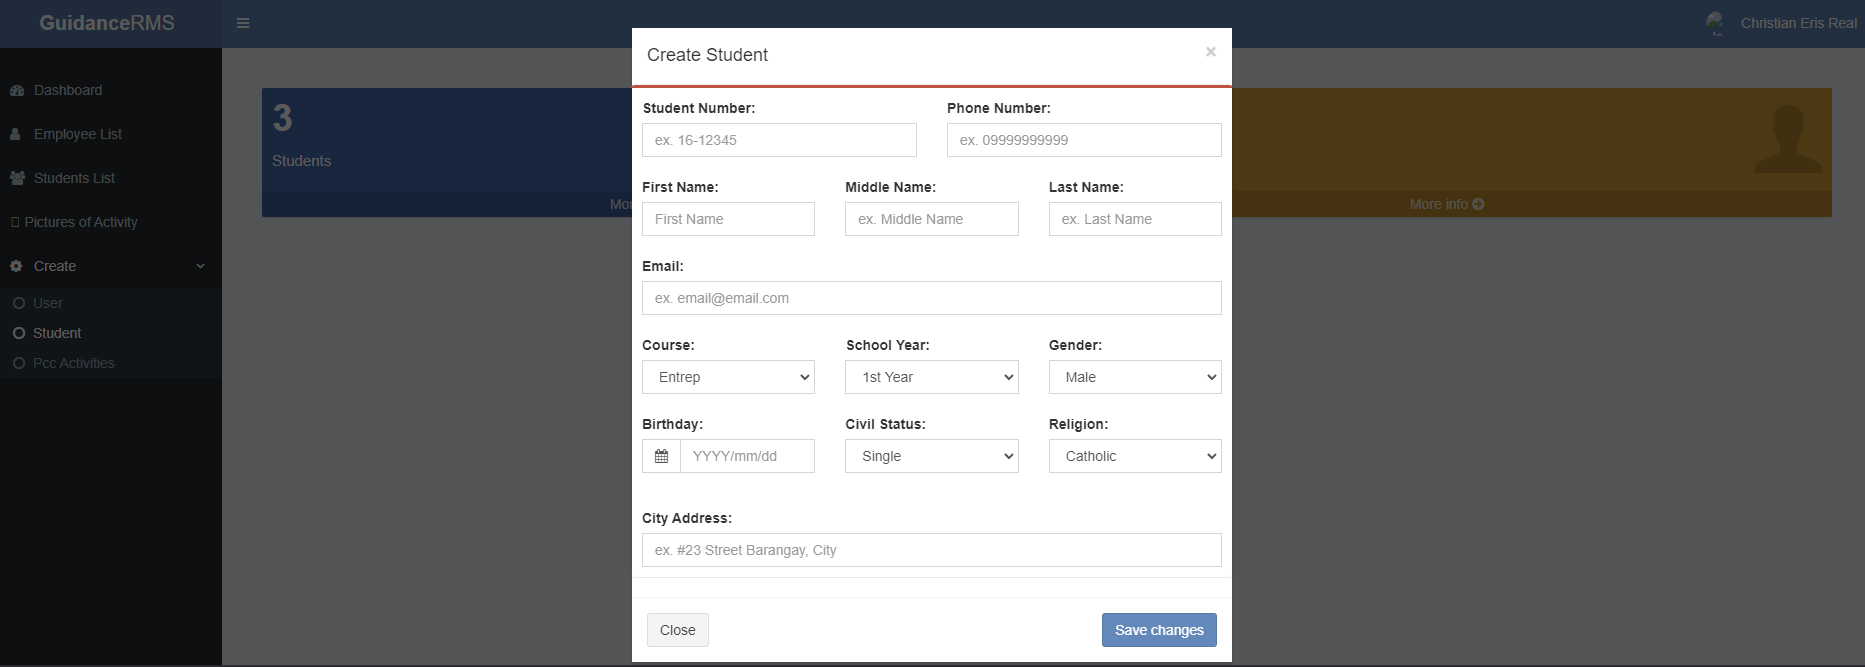 GuidanceRMS
Christian Eris Real
Dashboard
Employee List
Students List
Pictures of Activity
Create
User
Student
Pcc Activities
3
Students
More info
Create Student
×
Student Number:
Phone Number:
ex. 16-12345
ex. 09999999999
First Name:
Middle Name:
Last Name:
First Name
ex. Middle Name
ex. Last Name
Email:
ex. email@email.com
Course:
School Year:
Gender:
Entrep
1st Year
Male
Birthday:
Civil Status:
Religion:
YYYY/mm/dd
Single
Catholic
City Address:
ex. #23 Street Barangay, City
Close
Save changes